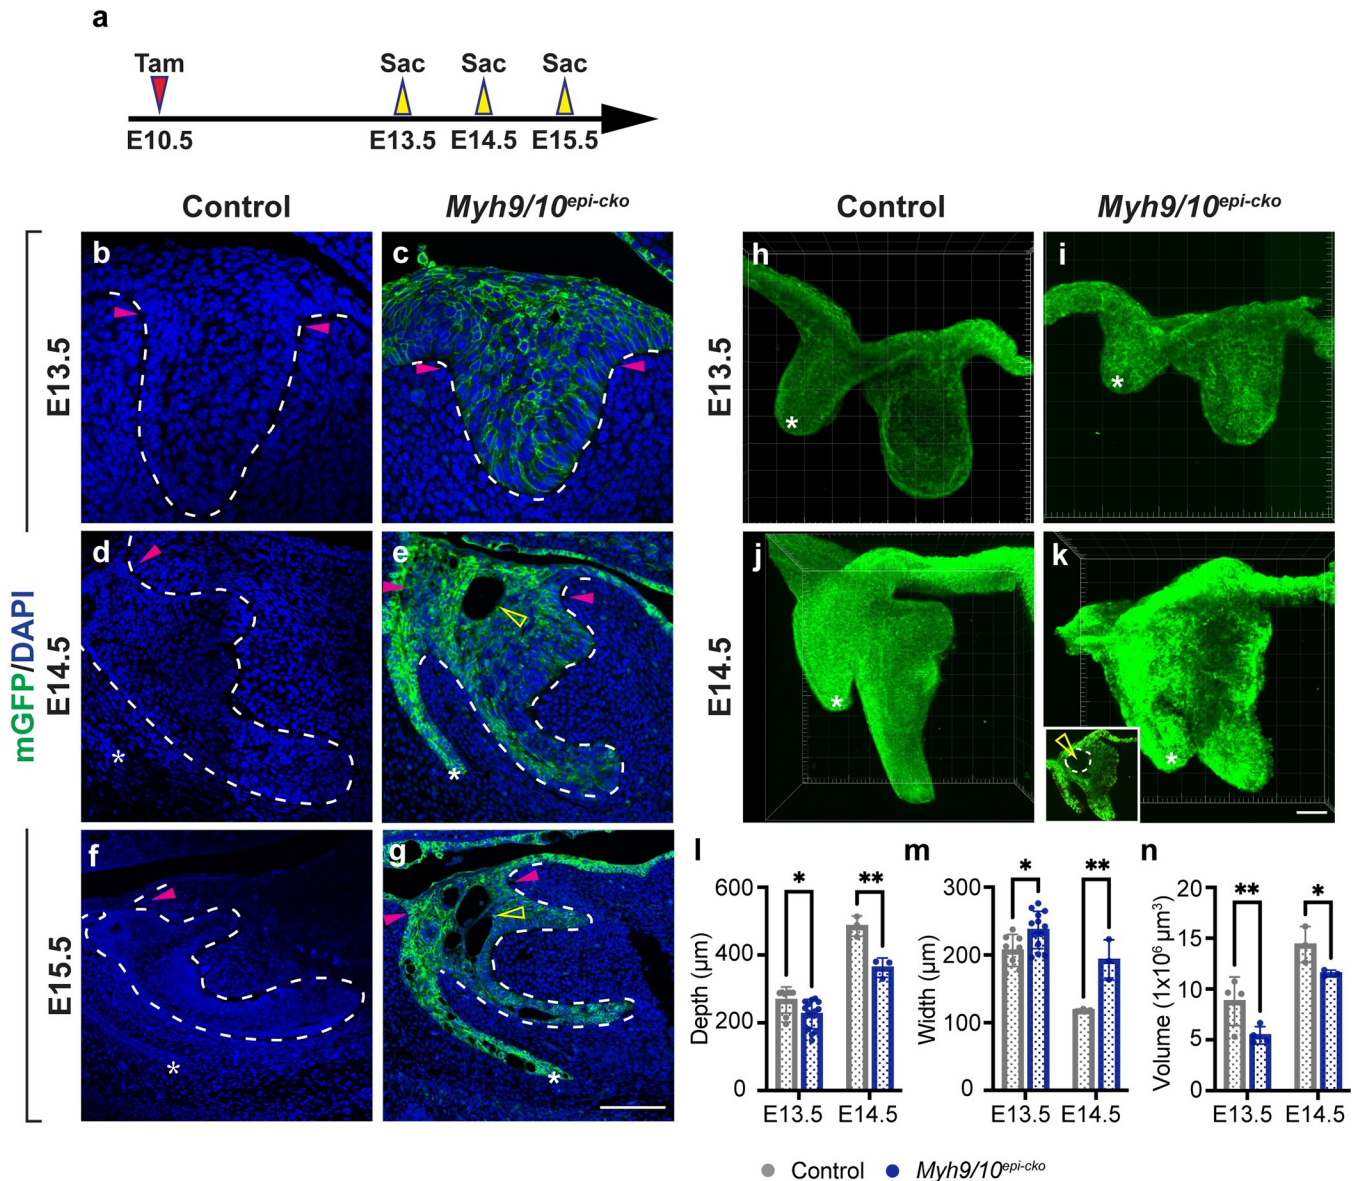 a
Tam Sac Sac Sac
E10.5 E13.5 E14.5 E15.5
Control Myh9/10epi-cko Control Myh9/10epi-cko
mGFP/DAPI
E13.5
b c
E13.5
h i
E14.5
d e
*
*
E14.5
j k
*
*
*
*
E15.5
f g
*
*
l
Depth (μm)
600
400
200
0
* **
E13.5 E14.5
m
Width (μm)
300
200
100
0
* **
E13.5 E14.5
n
Volume (1x10⁶ μm³)
20
15
10
5
0
** *
E13.5 E14.5
Control Myh9/10epi-cko